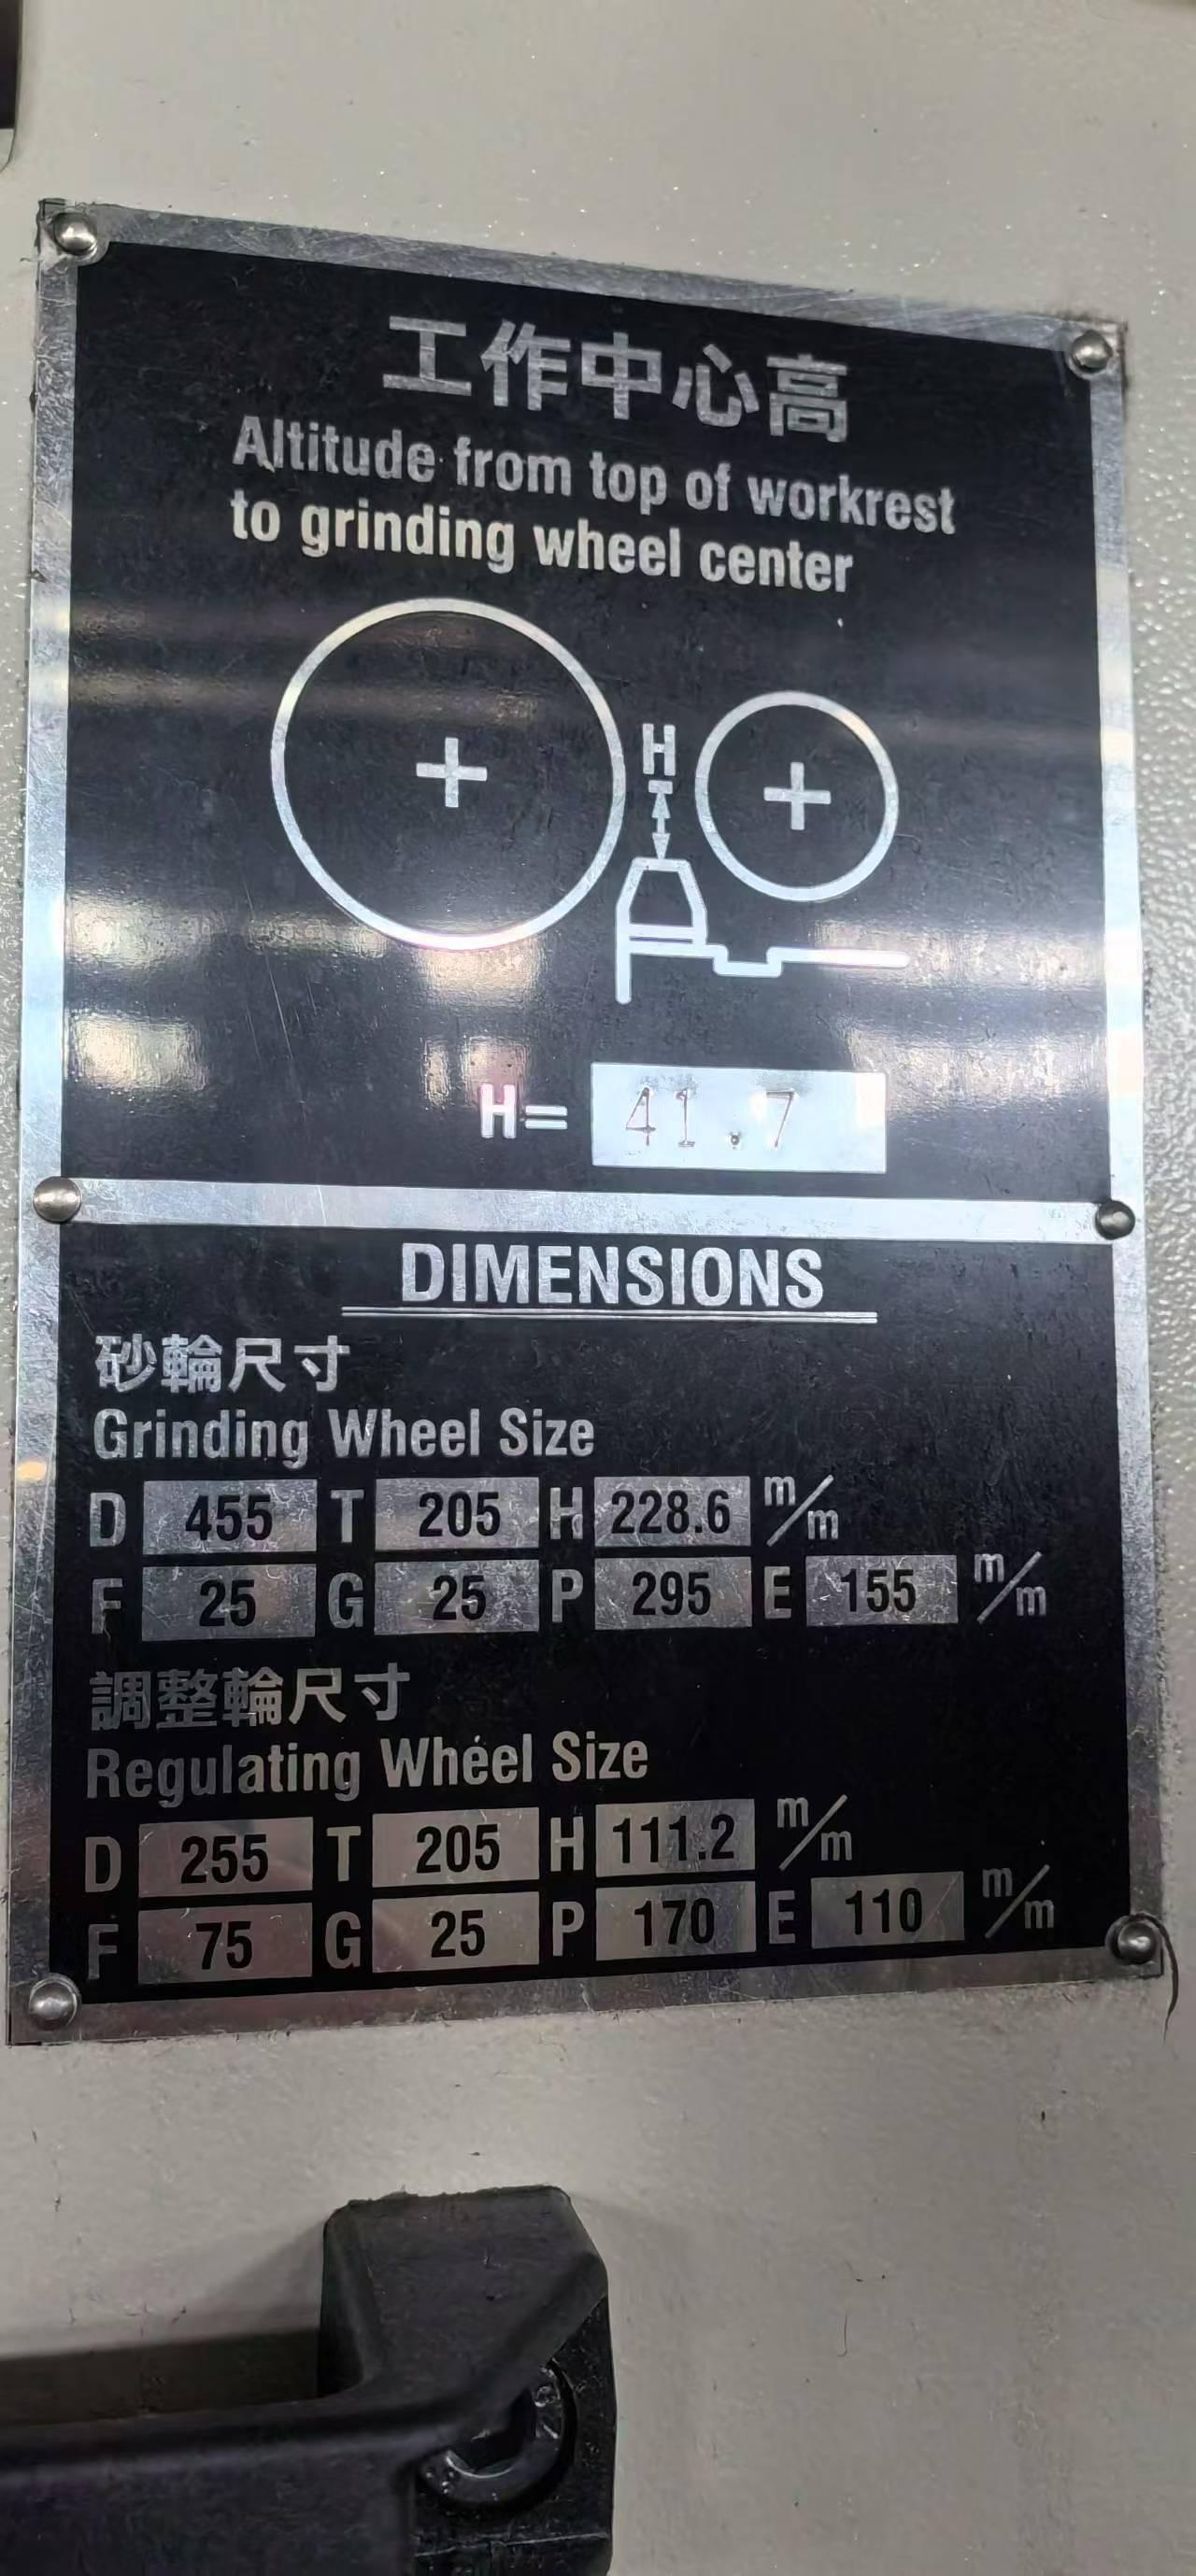 工作中心高
Altitude from top of workrest
to grinding wheel center
H
H= 41.7
DIMENSIONS
砂輪尺寸
Grinding Wheel Size
D 455 T 205 H 228.6 m/m
F 25 G 25 P 295 E 155 m/m
調整輪尺寸
Regulating Wheel Size
D 255 T 205 H 111.2 m/m
F 75 G 25 P 170 E 110 m/m